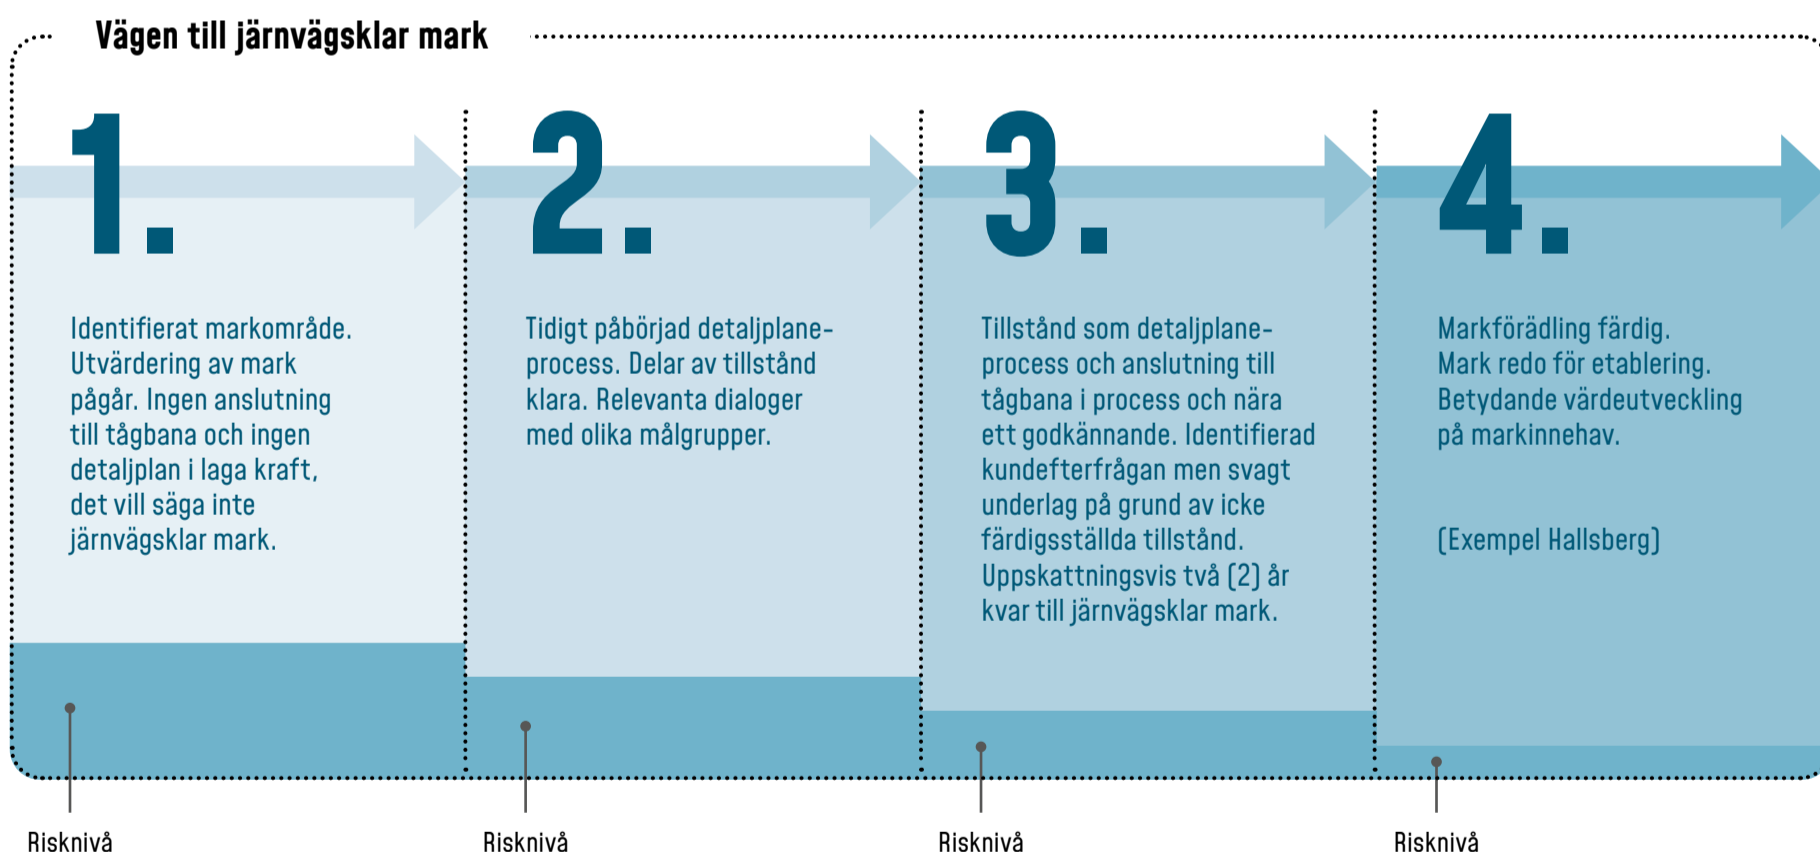 Vägen till järnvägsklar mark
1.
Identifierat markområde.
Utvärdering av mark
pågår. Ingen anslutning
till tågbana och ingen
detaljplan i laga kraft,
det vill säga inte
järnvägsklar mark.
Risknivå
2.
Tidigt påbörjad detaljplane-
process. Delar av tillstånd
klara. Relevanta dialoger
med olika målgrupper.
Risknivå
3.
Tillstånd som detaljplane-
process och anslutning till
tågbana i process och nära
ett godkännande. Identifierad
kundefterfrågan men svagt
underlag på grund av icke
färdigsställda tillstånd.
Uppskattningsvis två (2) år
kvar till järnvägsklar mark.
Risknivå
4.
Markförädling färdig.
Mark redo för etablering.
Betydande värdeutveckling
på markinnehav.
(Exempel Hallsberg)
Risknivå